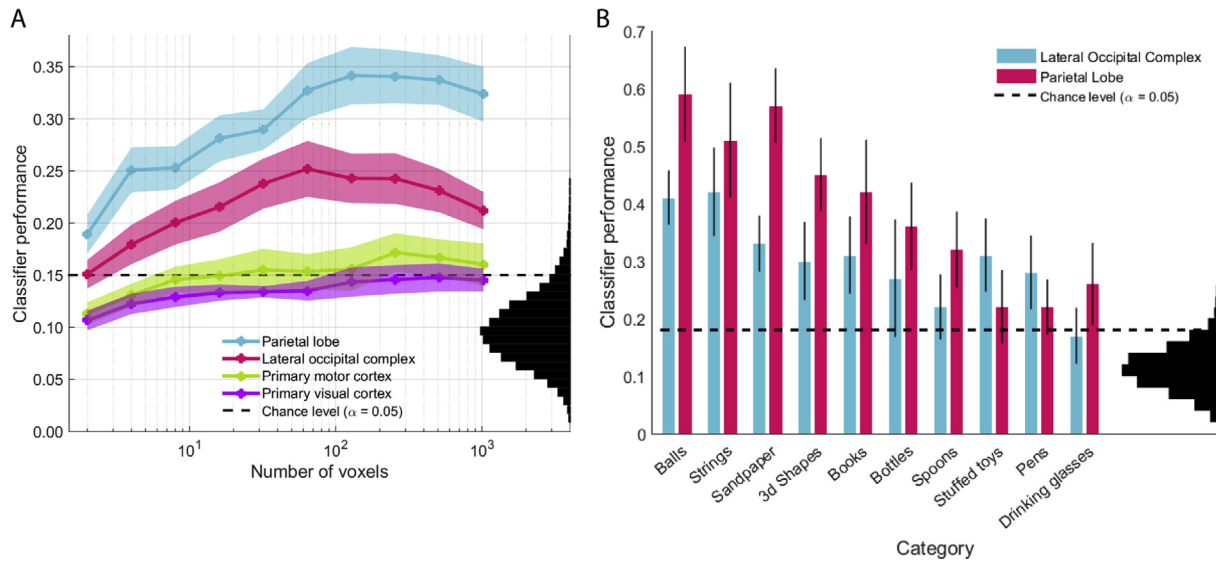 A
0.35
0.30
0.25
0.20
0.15
0.10
0.05
0.00
Classifier performance
Parietal lobe
Lateral occipital complex
Primary motor cortex
Primary visual cortex
Chance level (α = 0.05)
10¹
10²
10³
Number of voxels
B
0.7
0.6
0.5
0.4
0.3
0.2
0.1
0
Classifier performance
Lateral Occipital Complex
Parietal Lobe
Chance level (α = 0.05)
Balls
Strings
Sandpaper
3d Shapes
Books
Bottles
Spoons
Stuffed toys
Pens
Drinking glasses
Category